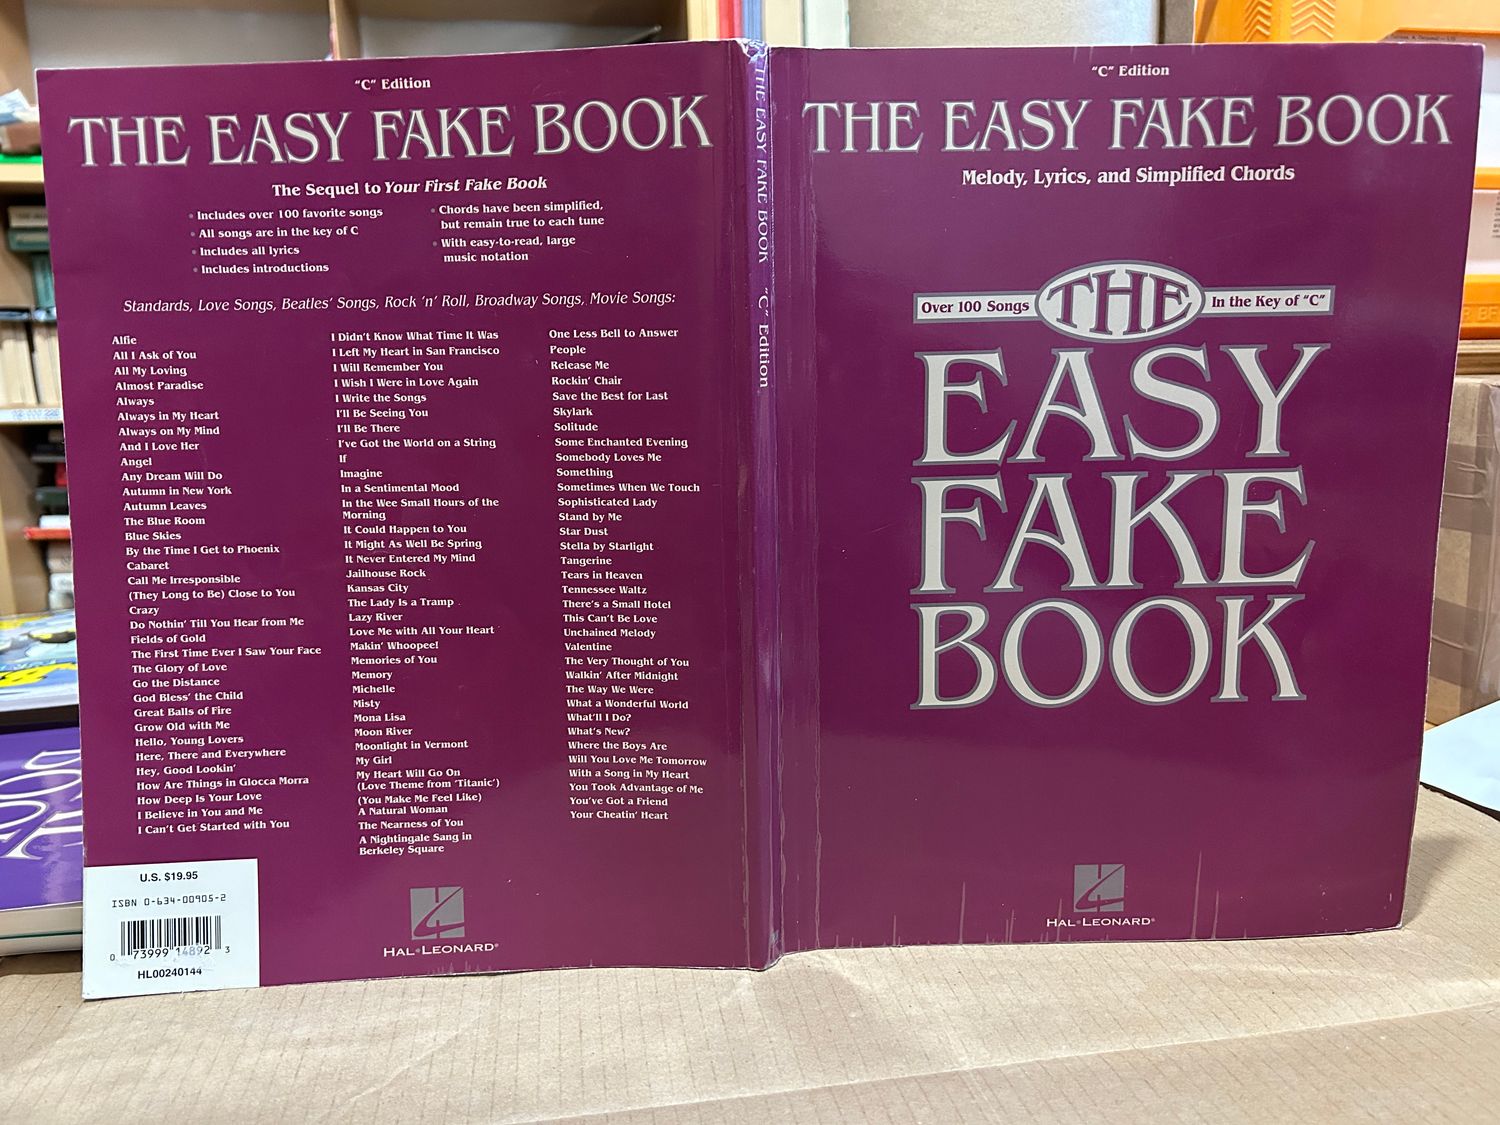 "C" Edition
THE EASY FAKE BOOK
The Sequel to Your First Fake Book
• Includes over 100 favorite songs
• All songs are in the key of C
• Includes all lyrics
• Includes introductions
• Chords have been simplified,
but remain true to each tune
• With easy-to-read, large
music notation
Standards, Love Songs, Beatles' Songs, Rock 'n' Roll, Broadway Songs, Movie Songs:
Alfie
All I Ask of You
All My Loving
Almost Paradise
Always
Always in My Heart
Always on My Mind
And I Love Her
Angel
Any Dream Will Do
Autumn in New York
Autumn Leaves
The Blue Room
Blue Skies
By the Time I Get to Phoenix
Cabaret
Call Me Irresponsible
(They Long to Be) Close to You
Crazy
Do Nothin' Till You Hear from Me
Fields of Gold
The First Time Ever I Saw Your Face
The Glory of Love
Go the Distance
God Bless' the Child
Great Balls of Fire
Grow Old with Me
Hello, Young Lovers
Here, There and Everywhere
Hey, Good Lookin'
How Are Things in Glocca Morra
How Deep Is Your Love
I Believe in You and Me
I Can't Get Started with You
I Didn't Know What Time It Was
I Left My Heart in San Francisco
I Will Remember You
I Wish I Were in Love Again
I Write the Songs
I'll Be Seeing You
I'll Be There
I've Got the World on a String
If
Imagine
In a Sentimental Mood
In the Wee Small Hours of the
Morning
It Could Happen to You
It Might As Well Be Spring
It Never Entered My Mind
Jailhouse Rock
Kansas City
The Lady Is a Tramp
Lazy River
Love Me with All Your Heart
Makin' Whoopee!
Memories of You
Memory
Michelle
Misty
Mona Lisa
Moon River
Moonlight in Vermont
My Girl
My Heart Will Go On
(Love Theme from 'Titanic')
(You Make Me Feel Like)
A Natural Woman
The Nearness of You
A Nightingale Sang in
Berkeley Square
One Less Bell to Answer
People
Release Me
Rockin' Chair
Save the Best for Last
Skylark
Solitude
Some Enchanted Evening
Somebody Loves Me
Something
Sometimes When We Touch
Sophisticated Lady
Stand by Me
Star Dust
Stella by Starlight
Tangerine
Tears in Heaven
Tennessee Waltz
There's a Small Hotel
This Can't Be Love
Unchained Melody
Valentine
The Very Thought of You
Walkin' After Midnight
The Way We Were
What a Wonderful World
What'll I Do?
What's New?
Where the Boys Are
Will You Love Me Tomorrow
With a Song in My Heart
You Took Advantage of Me
You've Got a Friend
Your Cheatin' Heart
U.S. $19.95
ISBN 0-634-00905-2
0 73999 14892 3
HL00240144
HAL•LEONARD®
THE EASY FAKE BOOK "C" Edition
"C" Edition
THE EASY FAKE BOOK
Melody, Lyrics, and Simplified Chords
Over 100 Songs THE In the Key of "C"
EASY
FAKE
BOOK
HAL•LEONARD®